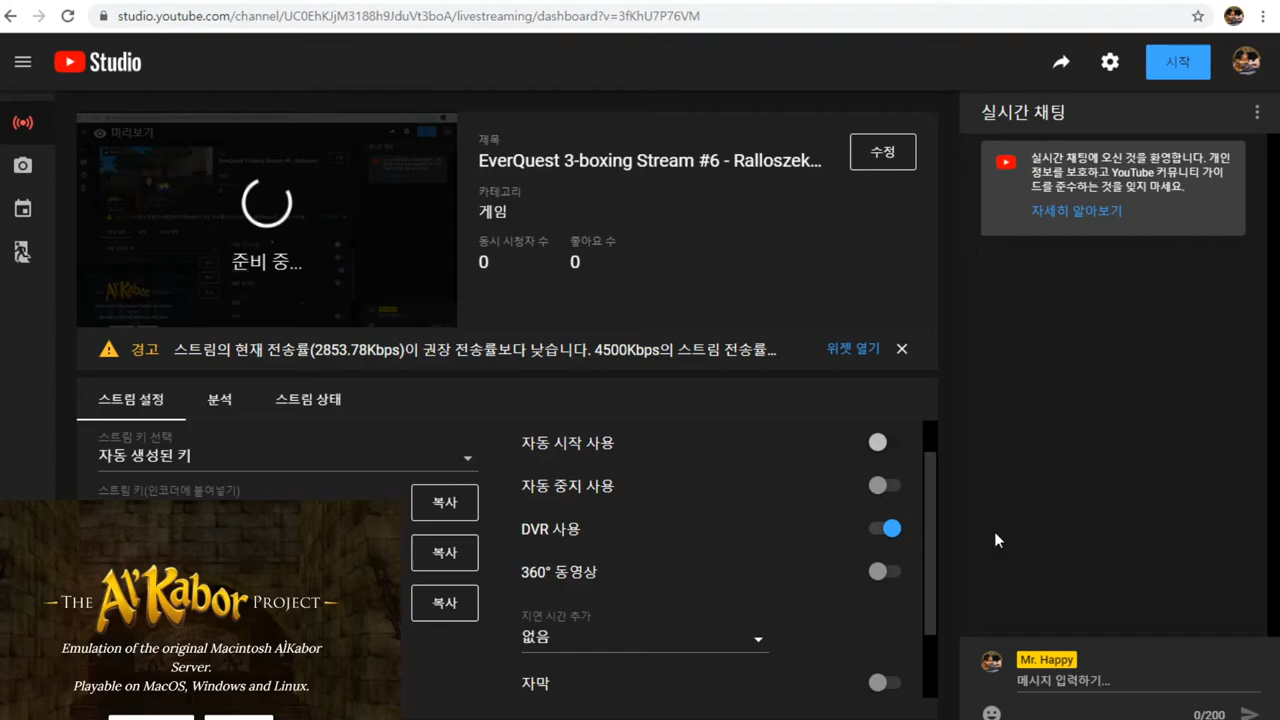 studio.youtube.com/channel/UC0EhKJjM3188h9JduVt3boA/livestreaming/dashboard?v=3fKhU7P76VM
Studio
시작
미리보기
준비 중...
제목
EverQuest 3-boxing Stream #6 - Ralloszek...
수정
카테고리
게임
동시 시청자 수
좋아요 수
0
0
경고
스트림의 현재 전송률(2853.78Kbps)이 권장 전송률보다 낮습니다. 4500Kbps의 스트림 전송률...
위젯 열기
스트림 설정
분석
스트림 상태
스트림 키 선택
자동 생성된 키
스트림 키(인코더에 붙여넣기)
복사
복사
복사
자동 시작 사용
자동 중지 사용
DVR 사용
360° 동영상
지연 시간 추가
없음
자막
THE Al'Kabor PROJECT
Emulation of the original Macintosh Al'Kabor
Server.
Playable on MacOS, Windows and Linux.
실시간 채팅
실시간 채팅에 오신 것을 환영합니다. 개인
정보를 보호하고 YouTube 커뮤니티 가이
드를 준수하는 것을 잊지 마세요.
자세히 알아보기
Mr. Happy
메시지 입력하기...
0/200